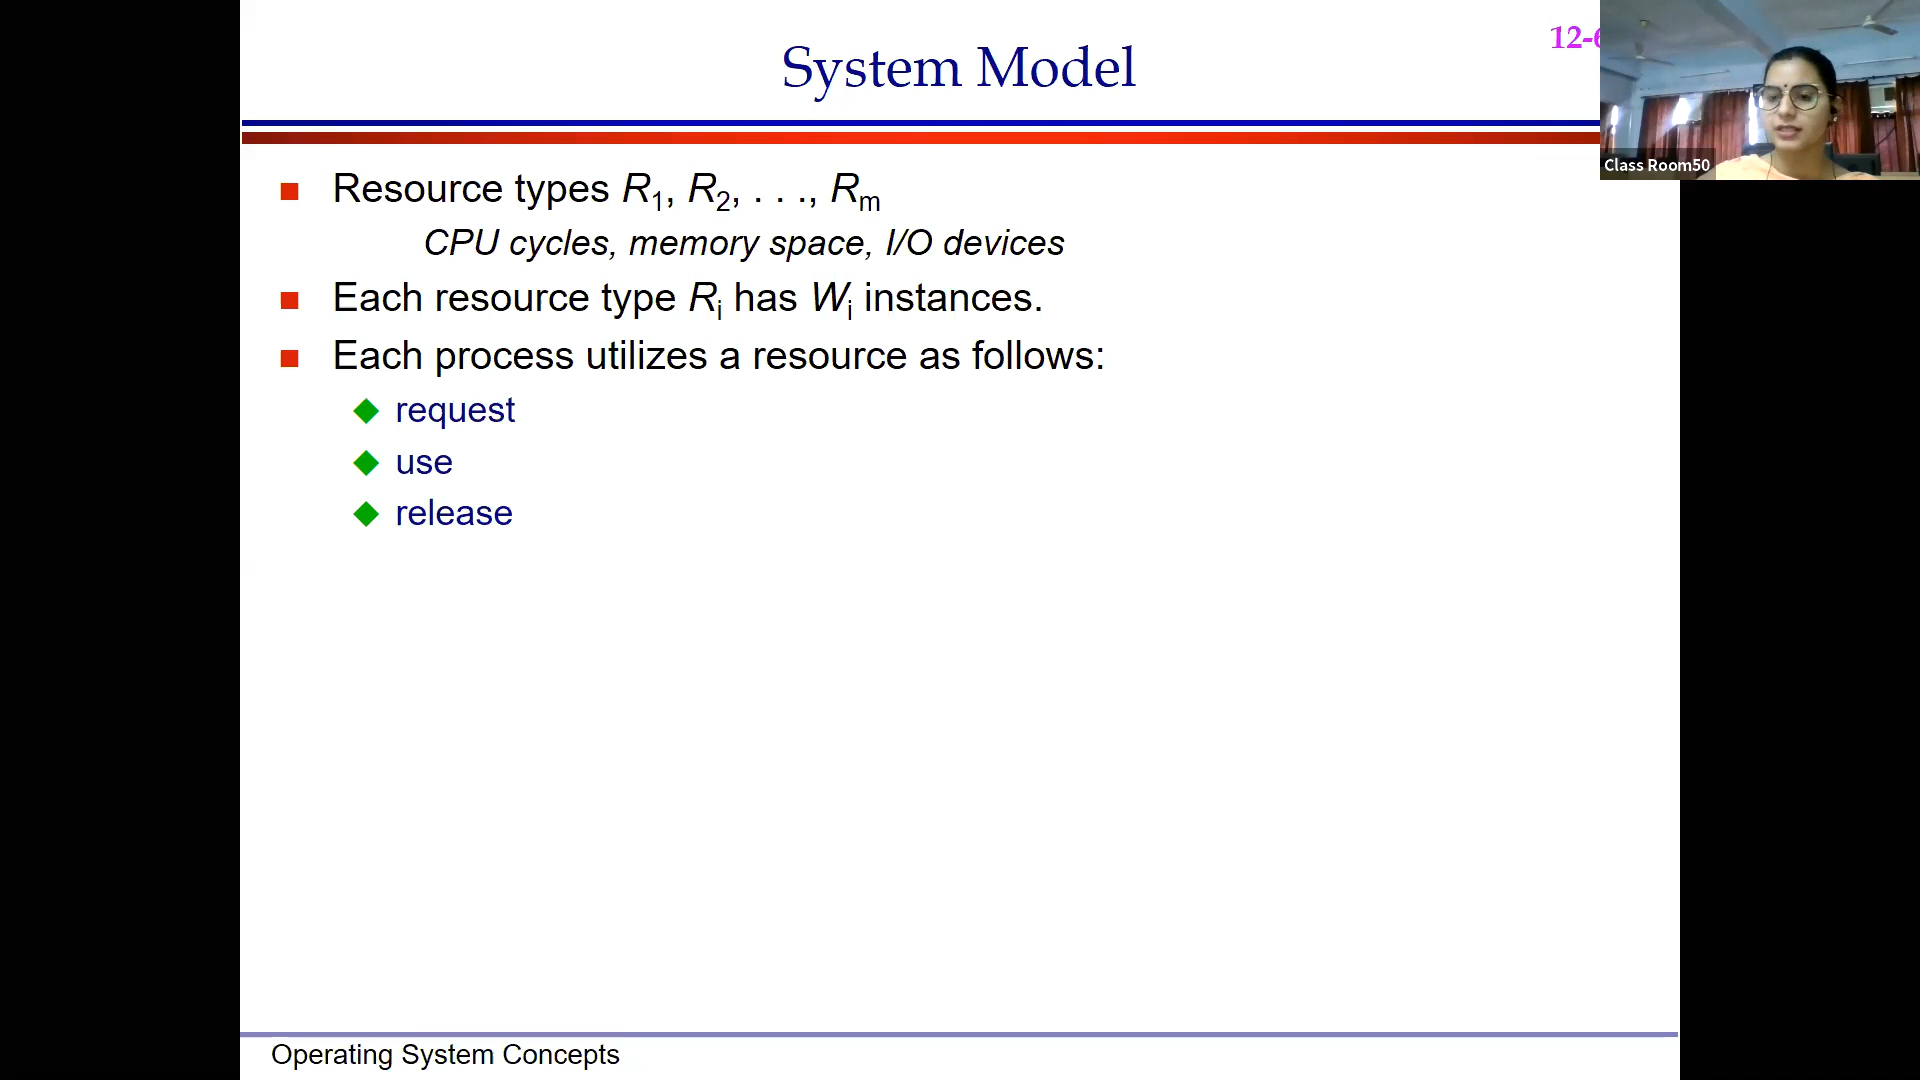 System Model
12-6
Class Room50
Resource types R1, R2, . . ., Rm
CPU cycles, memory space, I/O devices
Each resource type Ri has Wi instances.
Each process utilizes a resource as follows:
request
use
release
Operating System Concepts